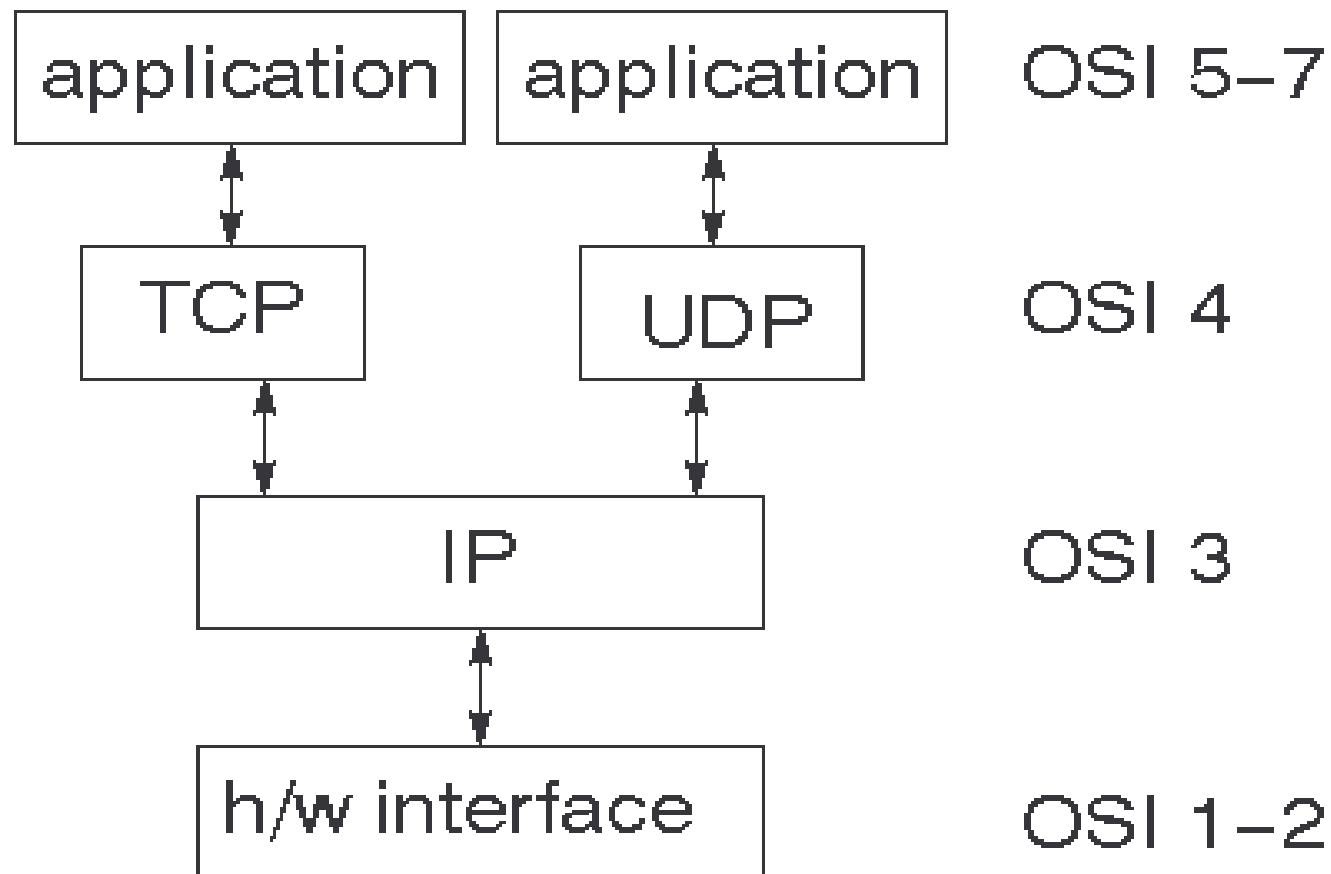 application application OSI 5–7
TCP UDP OSI 4
IP OSI 3
h/w interface OSI 1–2